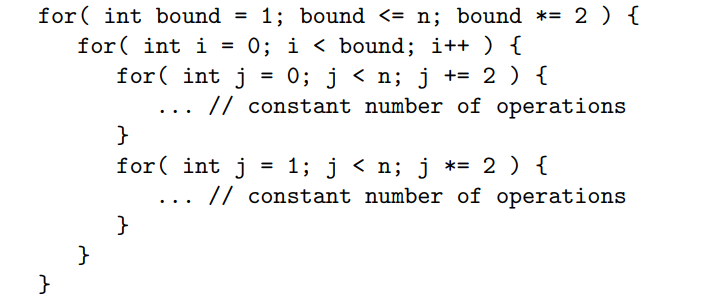 for( int bound = 1; bound <= n; bound *= 2 ) {
   for( int i = 0; i < bound; i++ ) {
      for( int j = 0; j < n; j += 2 ) {
         ... // constant number of operations
      }
      for( int j = 1; j < n; j *= 2 ) {
         ... // constant number of operations
      }
   }
}